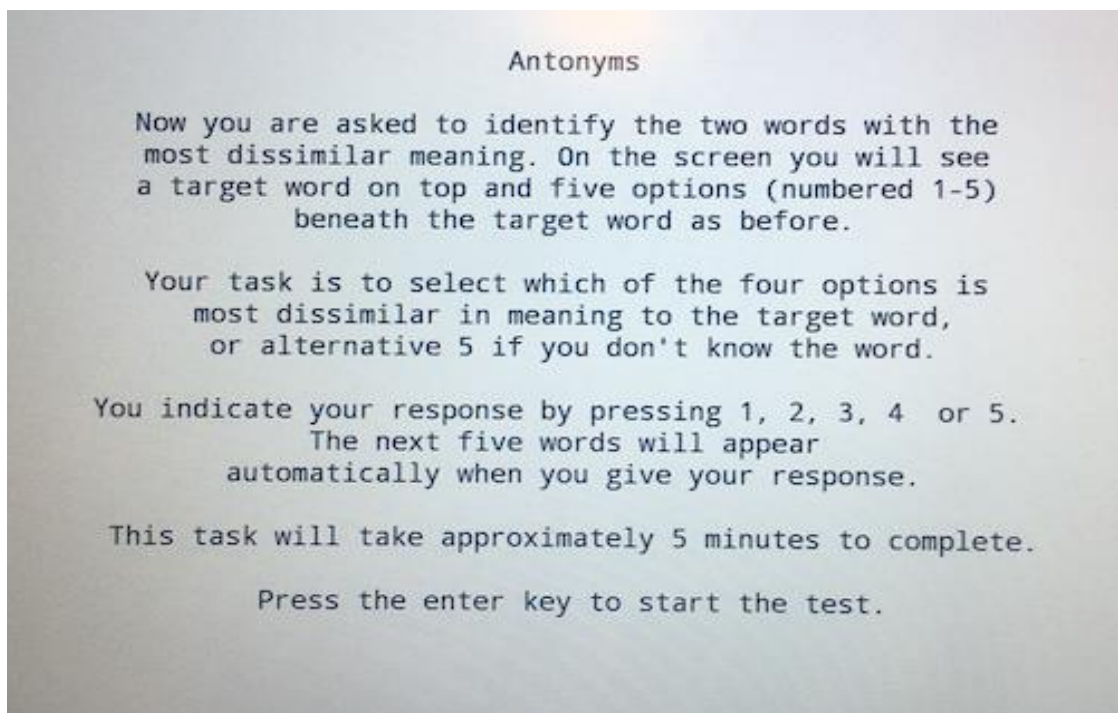 Antonyms
Now you are asked to identify the two words with the
most dissimilar meaning. On the screen you will see
a target word on top and five options (numbered 1-5)
beneath the target word as before.
Your task is to select which of the four options is
most dissimilar in meaning to the target word,
or alternative 5 if you don't know the word.
You indicate your response by pressing 1, 2, 3, 4 or 5.
The next five words will appear
automatically when you give your response.
This task will take approximately 5 minutes to complete.
Press the enter key to start the test.